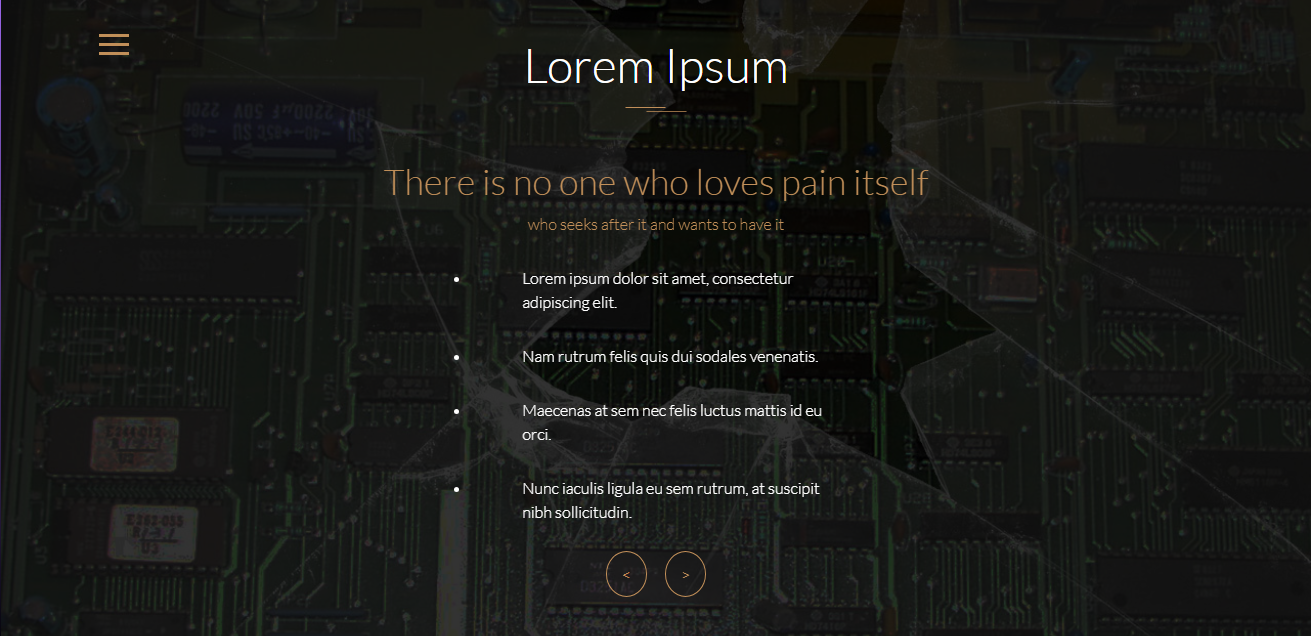 Lorem Ipsum
There is no one who loves pain itself
who seeks after it and wants to have it
• Lorem ipsum dolor sit amet, consectetur
adipiscing elit.
• Nam rutrum felis quis dui sodales venenatis.
• Maecenas at sem nec felis luctus mattis id eu
orci.
• Nunc iaculis ligula eu sem rutrum, at suscipit
nibh sollicitudin.
< >